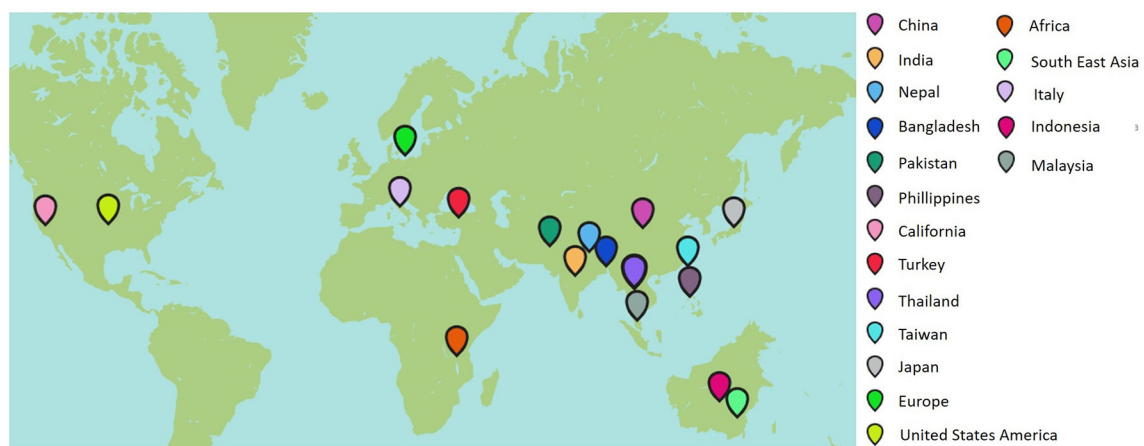 China
India
Nepal
Bangladesh
Pakistan
Phillippines
California
Turkey
Thailand
Taiwan
Japan
Europe
United States America
Africa
South East Asia
Italy
Indonesia
Malaysia
3